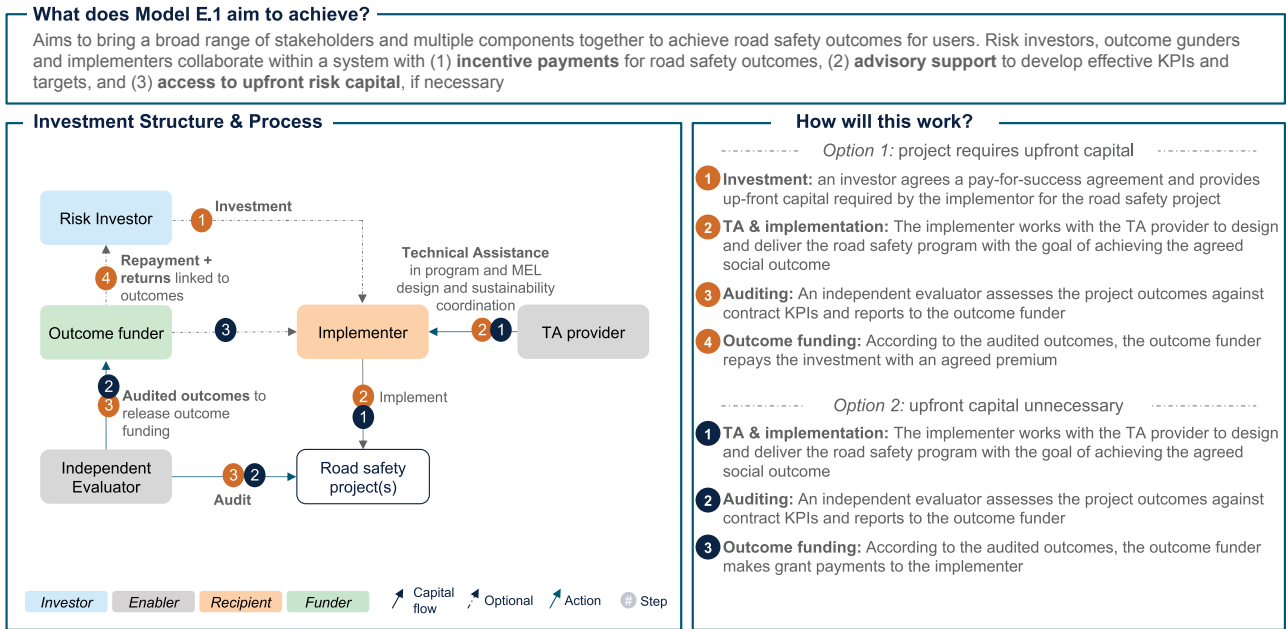 What does Model E.1 aim to achieve?
Aims to bring a broad range of stakeholders and multiple components together to achieve road safety outcomes for users. Risk investors, outcome gunders
and implementers collaborate within a system with (1) incentive payments for road safety outcomes, (2) advisory support to develop effective KPIs and
targets, and (3) access to upfront risk capital, if necessary
Investment Structure & Process
Risk Investor
1
Investment
4
Repayment +
returns linked to
outcomes
Technical Assistance
in program and MEL
design and sustainability
coordination
Outcome funder
3
Implementer
2 1
TA provider
2
3
Audited outcomes to
release outcome
funding
2
1
Implement
Independent
Evaluator
3 2
Audit
Road safety
project(s)
Investor
Enabler
Recipient
Funder
Capital
flow
Optional
Action
# Step
How will this work?
Option 1: project requires upfront capital
1 Investment: an investor agrees a pay-for-success agreement and provides
up-front capital required by the implementor for the road safety project
2 TA & implementation: The implementer works with the TA provider to design
and deliver the road safety program with the goal of achieving the agreed
social outcome
3 Auditing: An independent evaluator assesses the project outcomes against
contract KPIs and reports to the outcome funder
4 Outcome funding: According to the audited outcomes, the outcome funder
repays the investment with an agreed premium
Option 2: upfront capital unnecessary
1 TA & implementation: The implementer works with the TA provider to design
and deliver the road safety program with the goal of achieving the agreed
social outcome
2 Auditing: An independent evaluator assesses the project outcomes against
contract KPIs and reports to the outcome funder
3 Outcome funding: According to the audited outcomes, the outcome funder
makes grant payments to the implementer